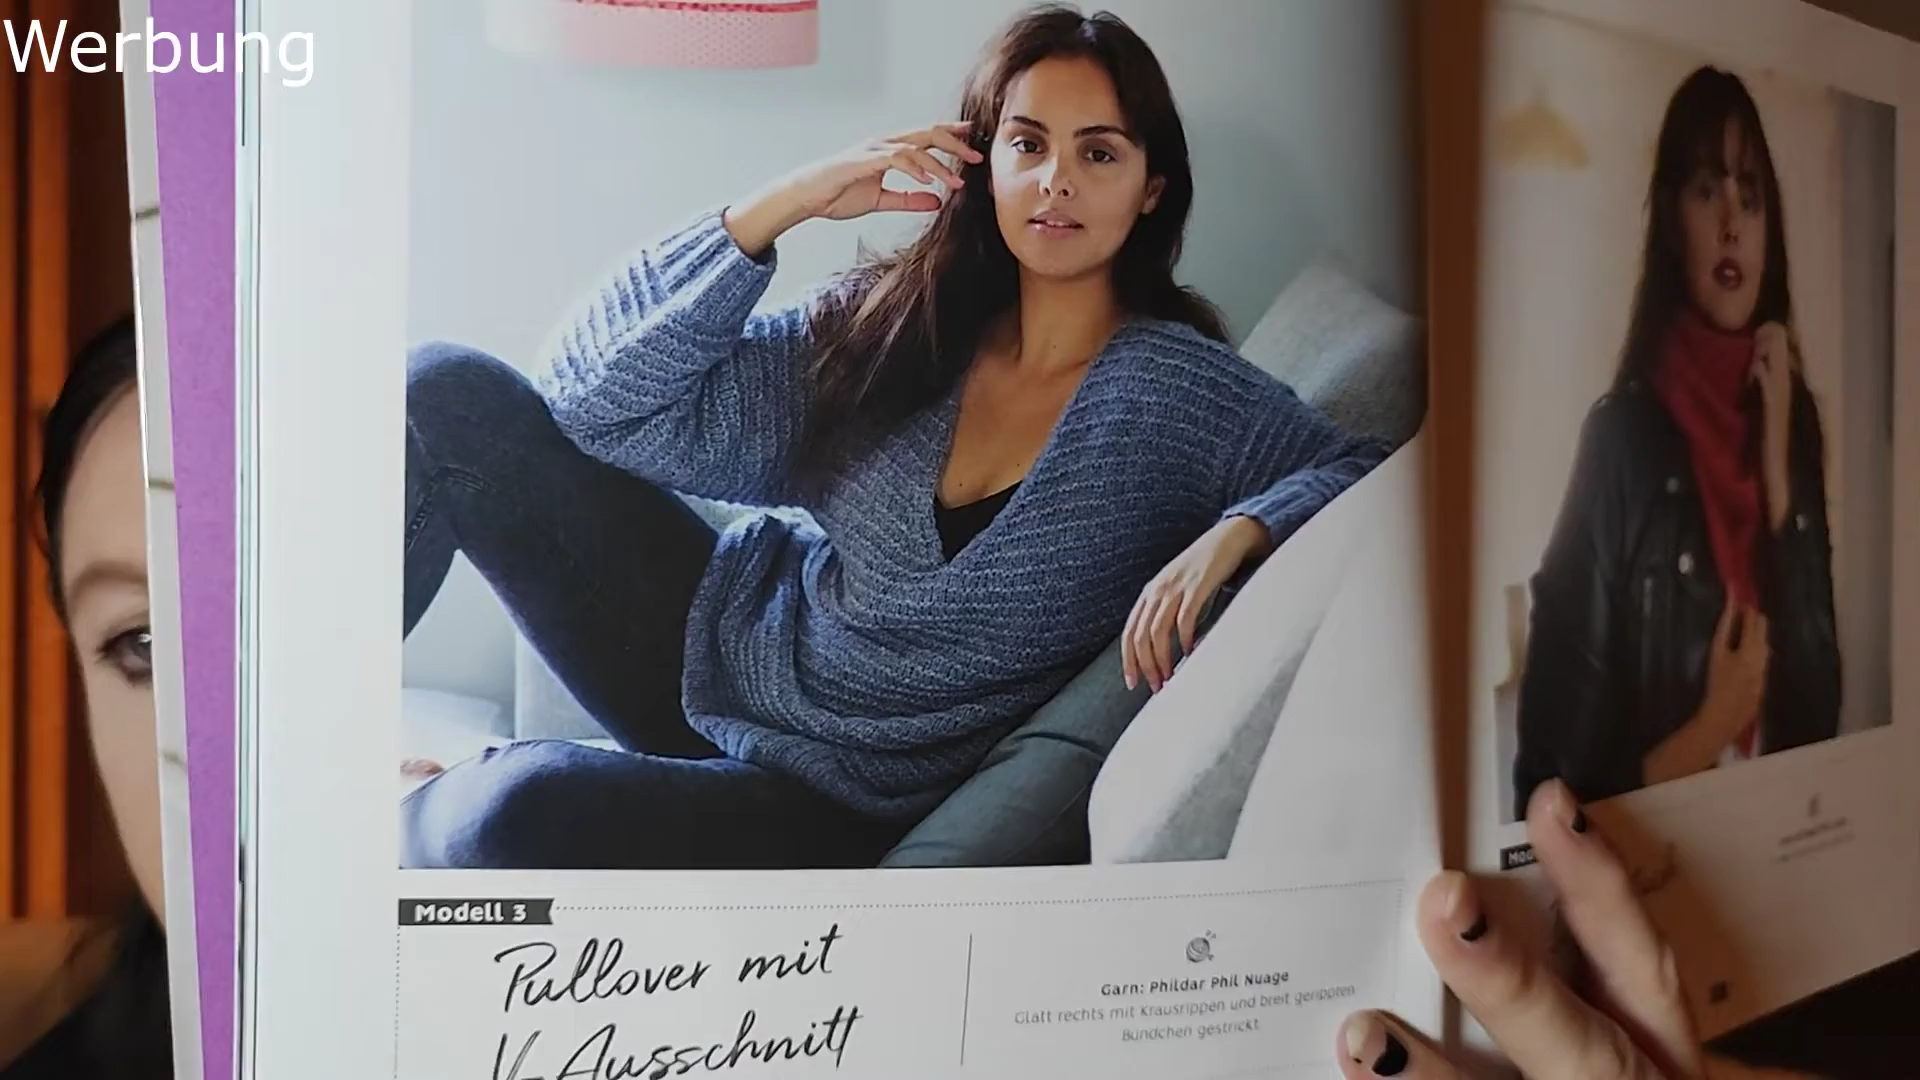 Werbung
Modell 3
Pullover mit
V-Ausschnitt
Garn: Phildar Phil Nuage
Glatt rechts mit Krausrippen und breit gerippten
Bündchen gestrickt.